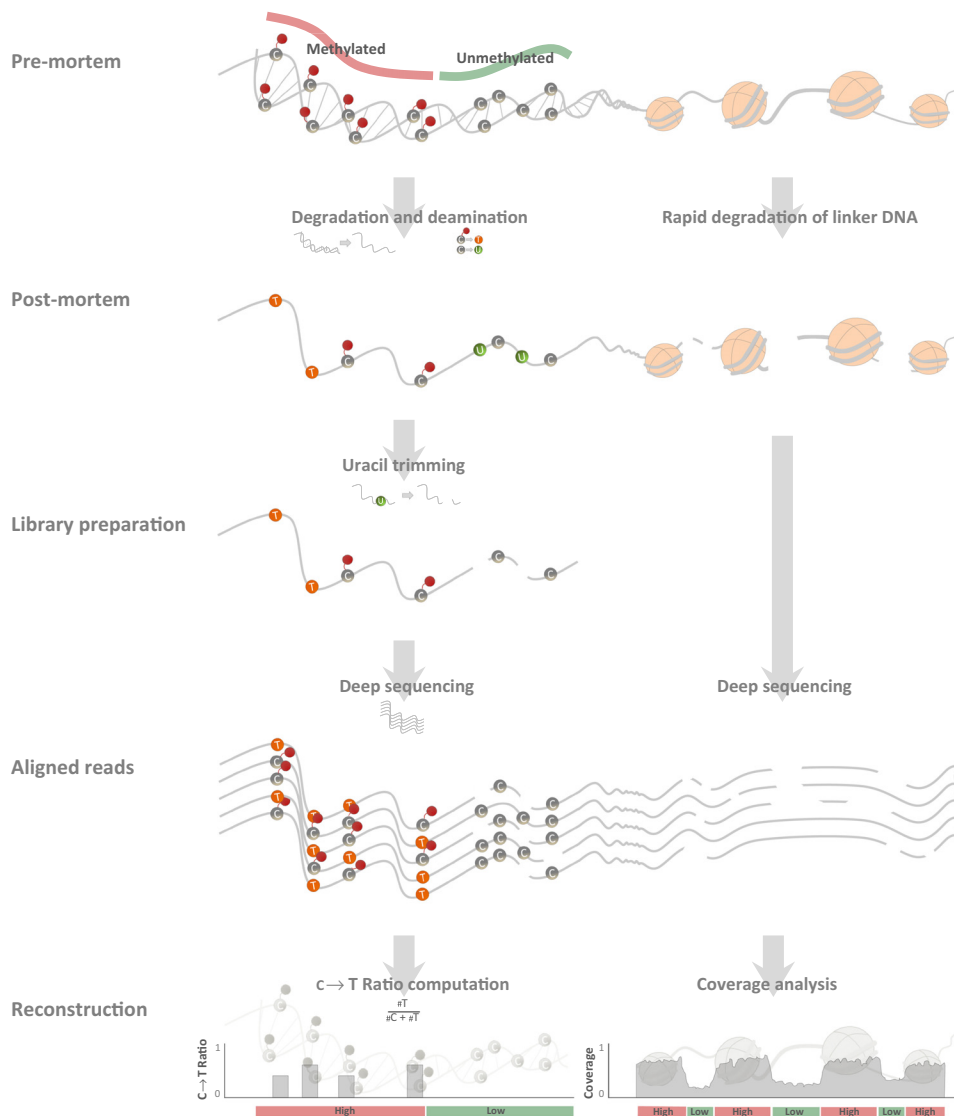 Pre-mortem
Methylated
Unmethylated
C C C C C C C C C C C C C C
Degradation and deamination
Rapid degradation of linker DNA
C T
C U
Post-mortem
T T C C U C U C
Uracil trimming
U
Library preparation
T T C C C C
Deep sequencing
Deep sequencing
Aligned reads
T C C T C
T C T C T
T C C T C
C T C T T
C C C C
C C C C C
C C C C
Reconstruction
C → T Ratio computation
#T
#C + #T
Coverage analysis
C → T Ratio
1
0
High
Low
Coverage
1
0
High
Low
High
Low
High
Low
High